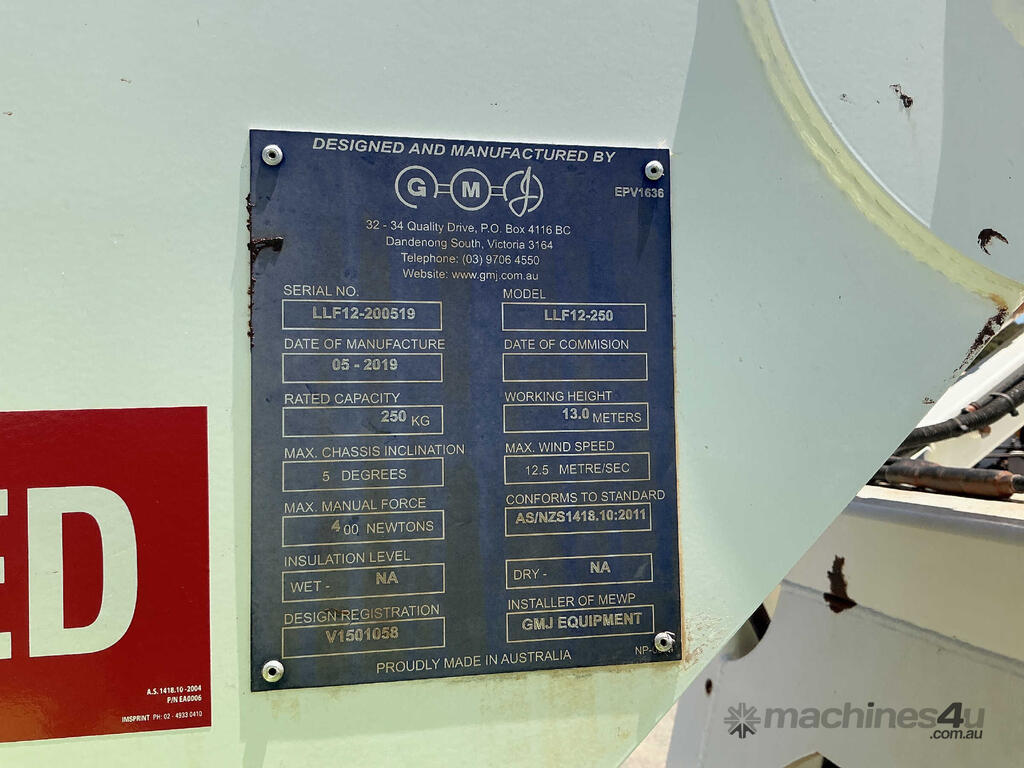 DESIGNED AND MANUFACTURED BY
G M J
EPV1636
32 - 34 Quality Drive, P.O. Box 4116 BC
Dandenong South, Victoria 3164
Telephone: (03) 9706 4550
Website: www.gmj.com.au
SERIAL NO. MODEL
LLF12-200519 LLF12-250
DATE OF MANUFACTURE DATE OF COMMISION
05 - 2019
RATED CAPACITY WORKING HEIGHT
250 KG 13.0 METERS
MAX. CHASSIS INCLINATION MAX. WIND SPEED
5 DEGREES 12.5 METRE/SEC
MAX. MANUAL FORCE CONFORMS TO STANDARD
400 NEWTONS AS/NZS1418.10:2011
INSULATION LEVEL
WET - NA DRY - NA
DESIGN REGISTRATION INSTALLER OF MEWP
V1501058 GMJ EQUIPMENT
PROUDLY MADE IN AUSTRALIA
ED
A.S. 1418.10 -2004
P/N EA0006
IMSPRINT PH: 02 - 4933 0410
machines4u
.com.au